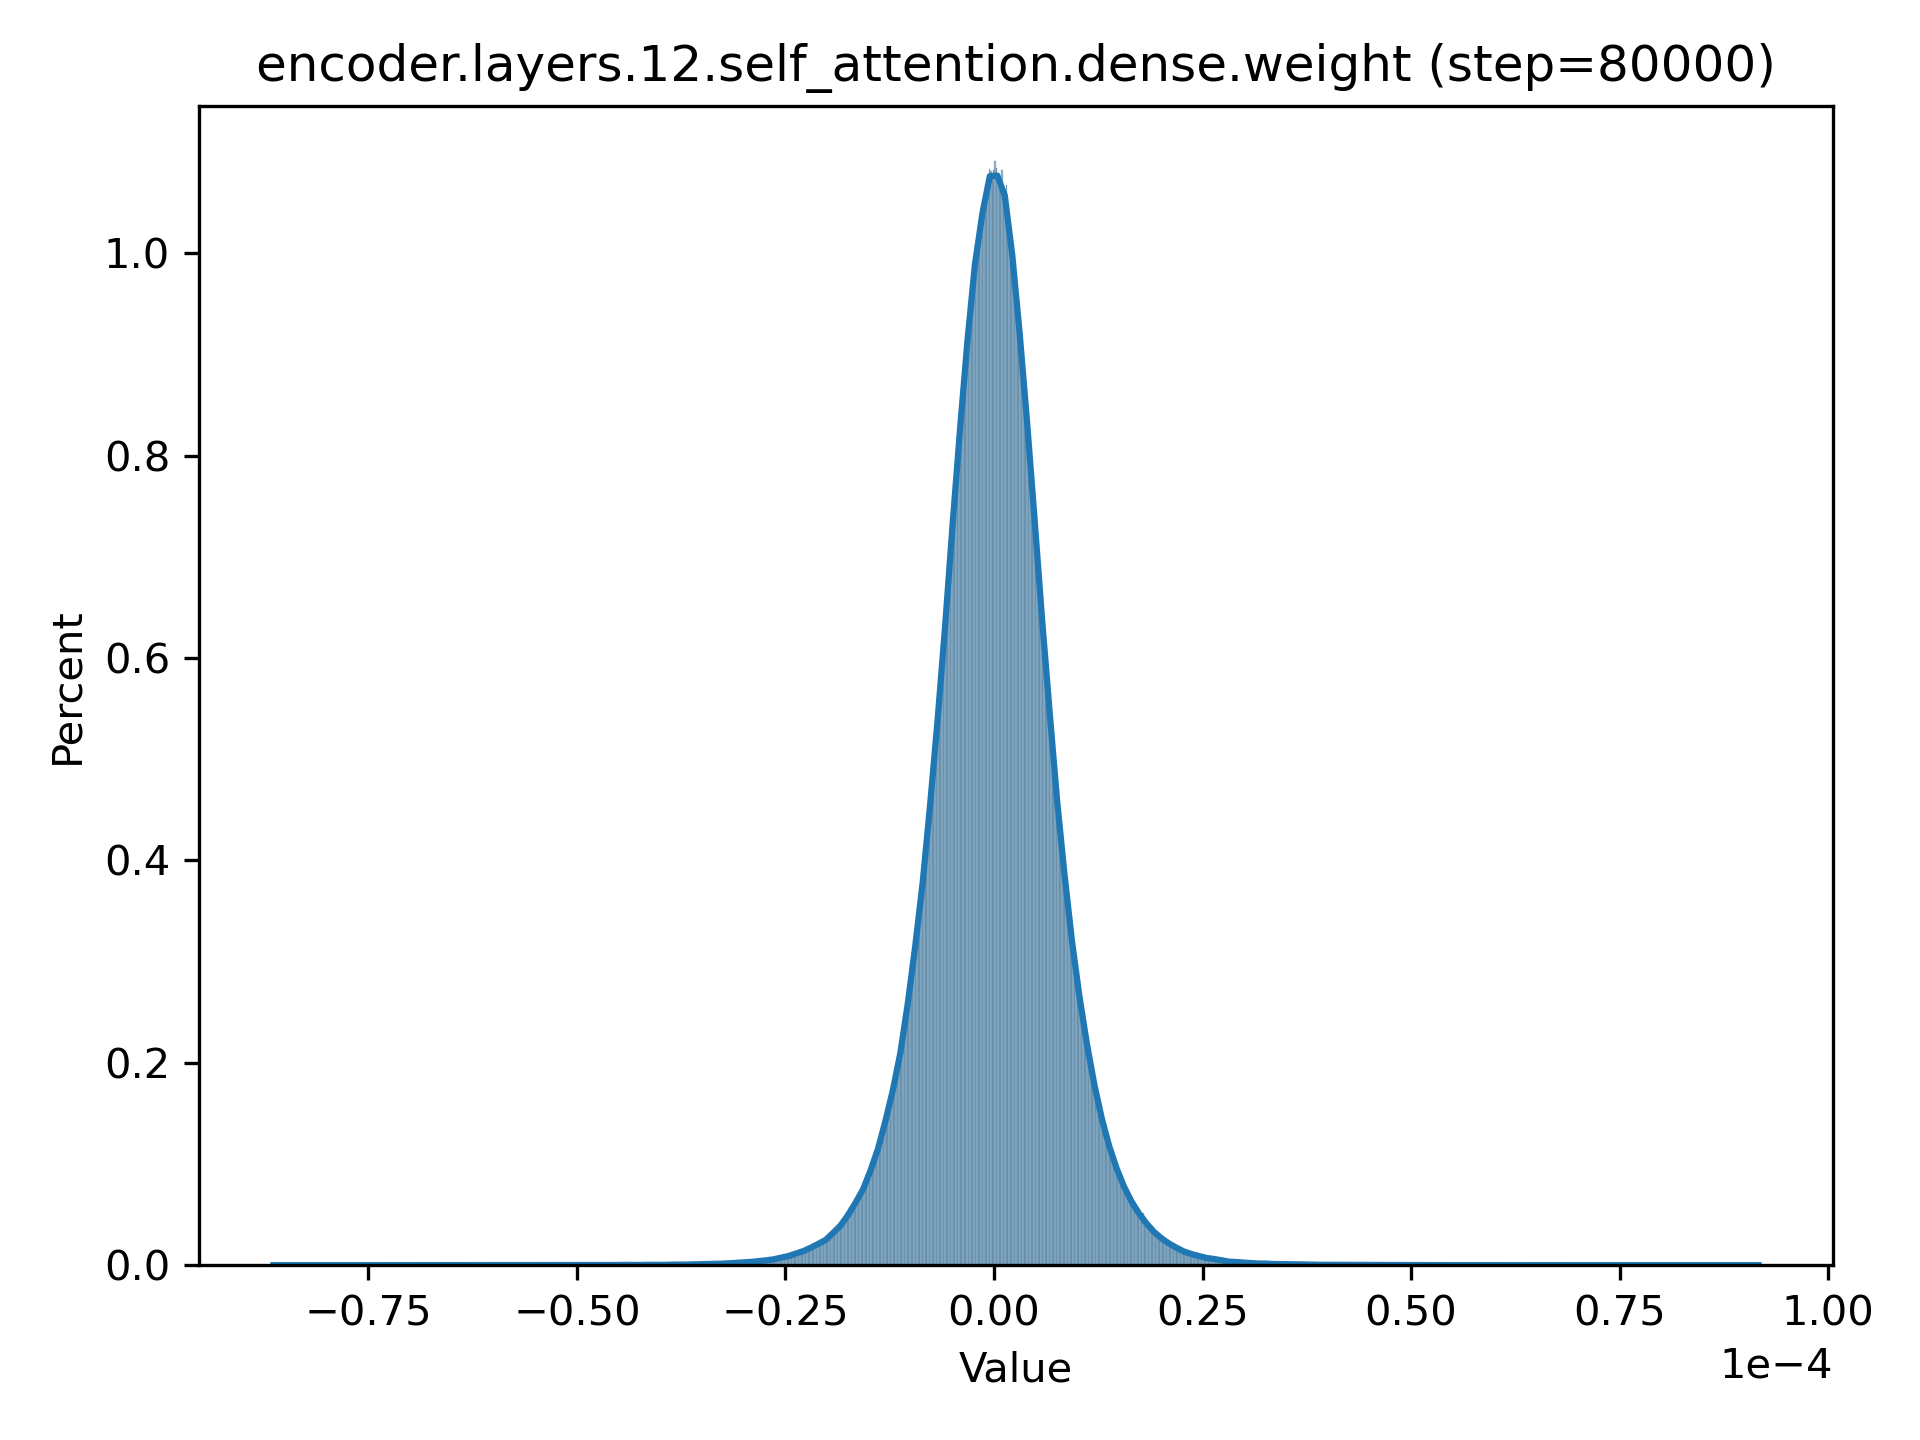 encoder.layers.12.self_attention.dense.weight (step=80000)
Percent
1.0
0.8
0.6
0.4
0.2
0.0
−0.75 −0.50 −0.25 0.00 0.25 0.50 0.75 1.00
1e−4
Value